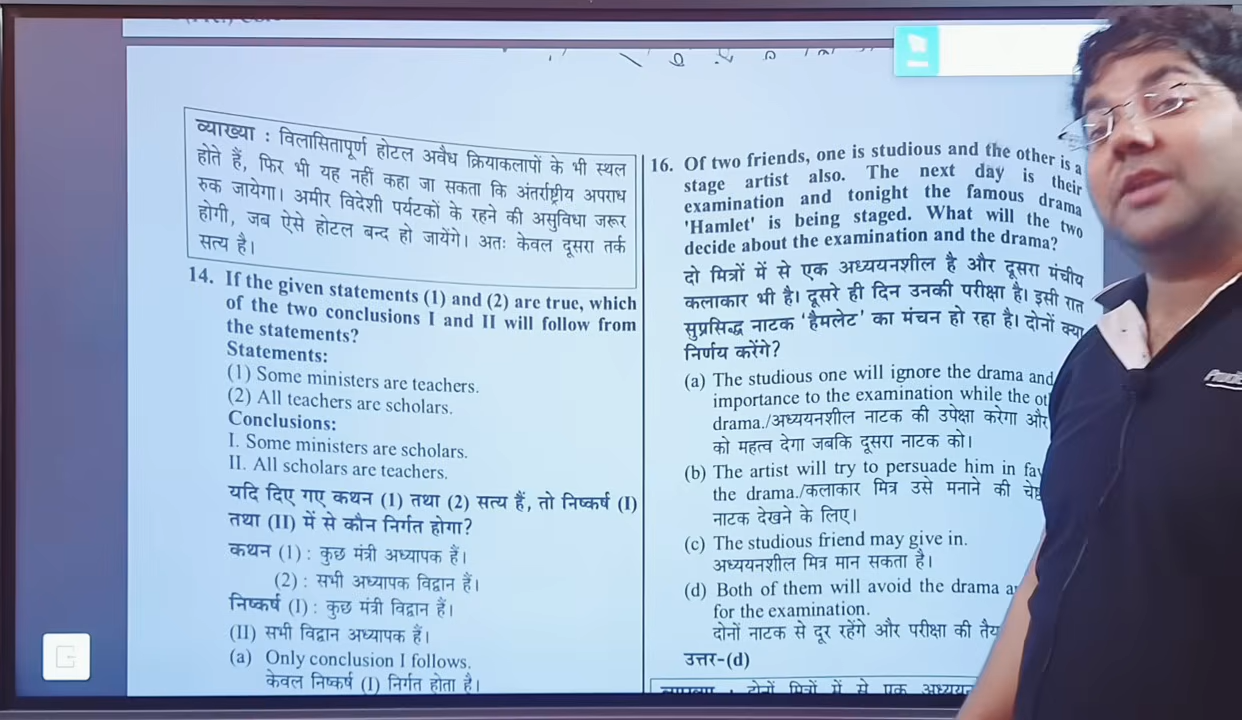 व्याख्या : विलासितापूर्ण होटल अवैध क्रियाकलापों के भी स्थल
होते हैं, फिर भी यह नहीं कहा जा सकता कि अंतर्राष्ट्रीय अपराध
रुक जायेगा। अमीर विदेशी पर्यटकों के रहने की असुविधा जरूर
होगी, जब ऐसे होटल बन्द हो जायेंगे। अतः केवल दूसरा तर्क
सत्य है।
14. If the given statements (1) and (2) are true, which
of the two conclusions I and II will follow from
the statements?
Statements:
(1) Some ministers are teachers.
(2) All teachers are scholars.
Conclusions:
I. Some ministers are scholars.
II. All scholars are teachers.
यदि दिए गए कथन (1) तथा (2) सत्य हैं, तो निष्कर्ष (I)
तथा (II) में से कौन निर्गत होगा?
कथन (1) : कुछ मंत्री अध्यापक हैं।
(2) : सभी अध्यापक विद्वान हैं।
निष्कर्ष (I) : कुछ मंत्री विद्वान हैं।
(II) सभी विद्वान अध्यापक हैं।
(a) Only conclusion I follows.
केवल निष्कर्ष (I) निर्गत होता है।
16. Of two friends, one is studious and the other is a
stage artist also. The next day is their
examination and tonight the famous drama
'Hamlet' is being staged. What will the two
decide about the examination and the drama?
दो मित्रों में से एक अध्ययनशील है और दूसरा मंचीय
कलाकार भी है। दूसरे ही दिन उनकी परीक्षा है। इसी रात
सुप्रसिद्ध नाटक 'हैमलेट' का मंचन हो रहा है। दोनों क्या
निर्णय करेंगे?
(a) The studious one will ignore the drama and
importance to the examination while the
drama./अध्ययनशील नाटक की उपेक्षा करेगा और
को महत्व देगा जबकि दूसरा नाटक को।
(b) The artist will try to persuade him in
the drama./कलाकार मित्र उसे मनाने की
नाटक देखने के लिए।
(c) The studious friend may give in.
अध्ययनशील मित्र मान सकता है।
(d) Both of them will avoid the drama
for the examination.
दोनों नाटक से दूर रहेंगे और परीक्षा की
उत्तर-(d)
दोनों मित्रों में से एक